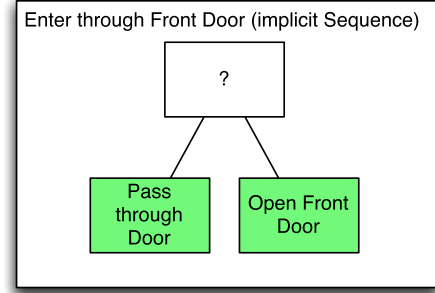 Enter through Front Door (implicit Sequence)
?
Pass
through
Door
Open Front
Door